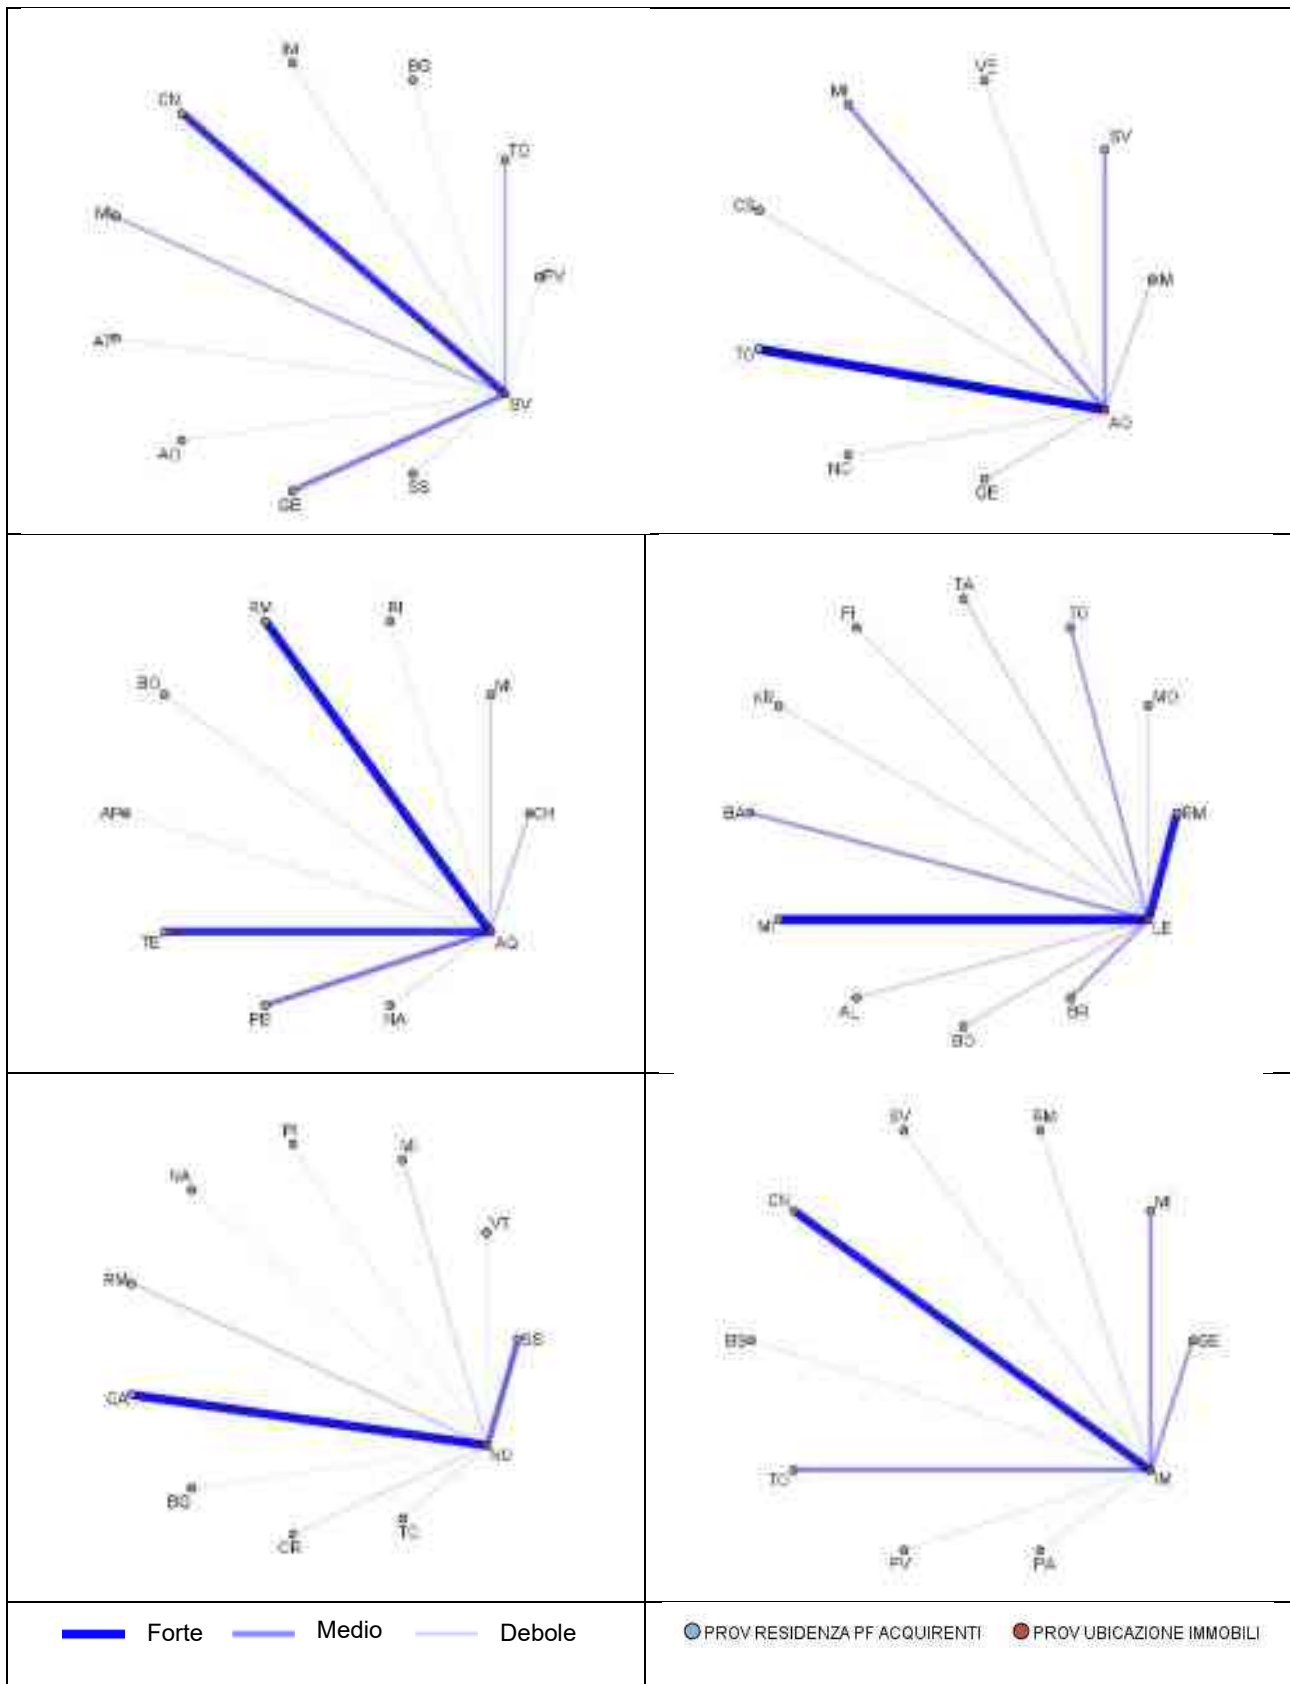 IM
BG
CN
TO
MI
PV
AT
SV
AO
GE
SS
VE
MI
SV
CS
IM
TO
AO
NO
GE
RM
RI
BO
MI
AP
CH
TE
AQ
PE
NA
TA
FI
TO
KR
MO
BA
RM
MI
LE
AL
BR
BO
PI
MI
NA
VT
RM
SS
CA
NU
BG
TO
CR
SV
RM
CN
MI
BS
GE
TO
IM
PV
PA
Forte Medio Debole
PROV RESIDENZA PF ACQUIRENTI PROV UBICAZIONE IMMOBILI